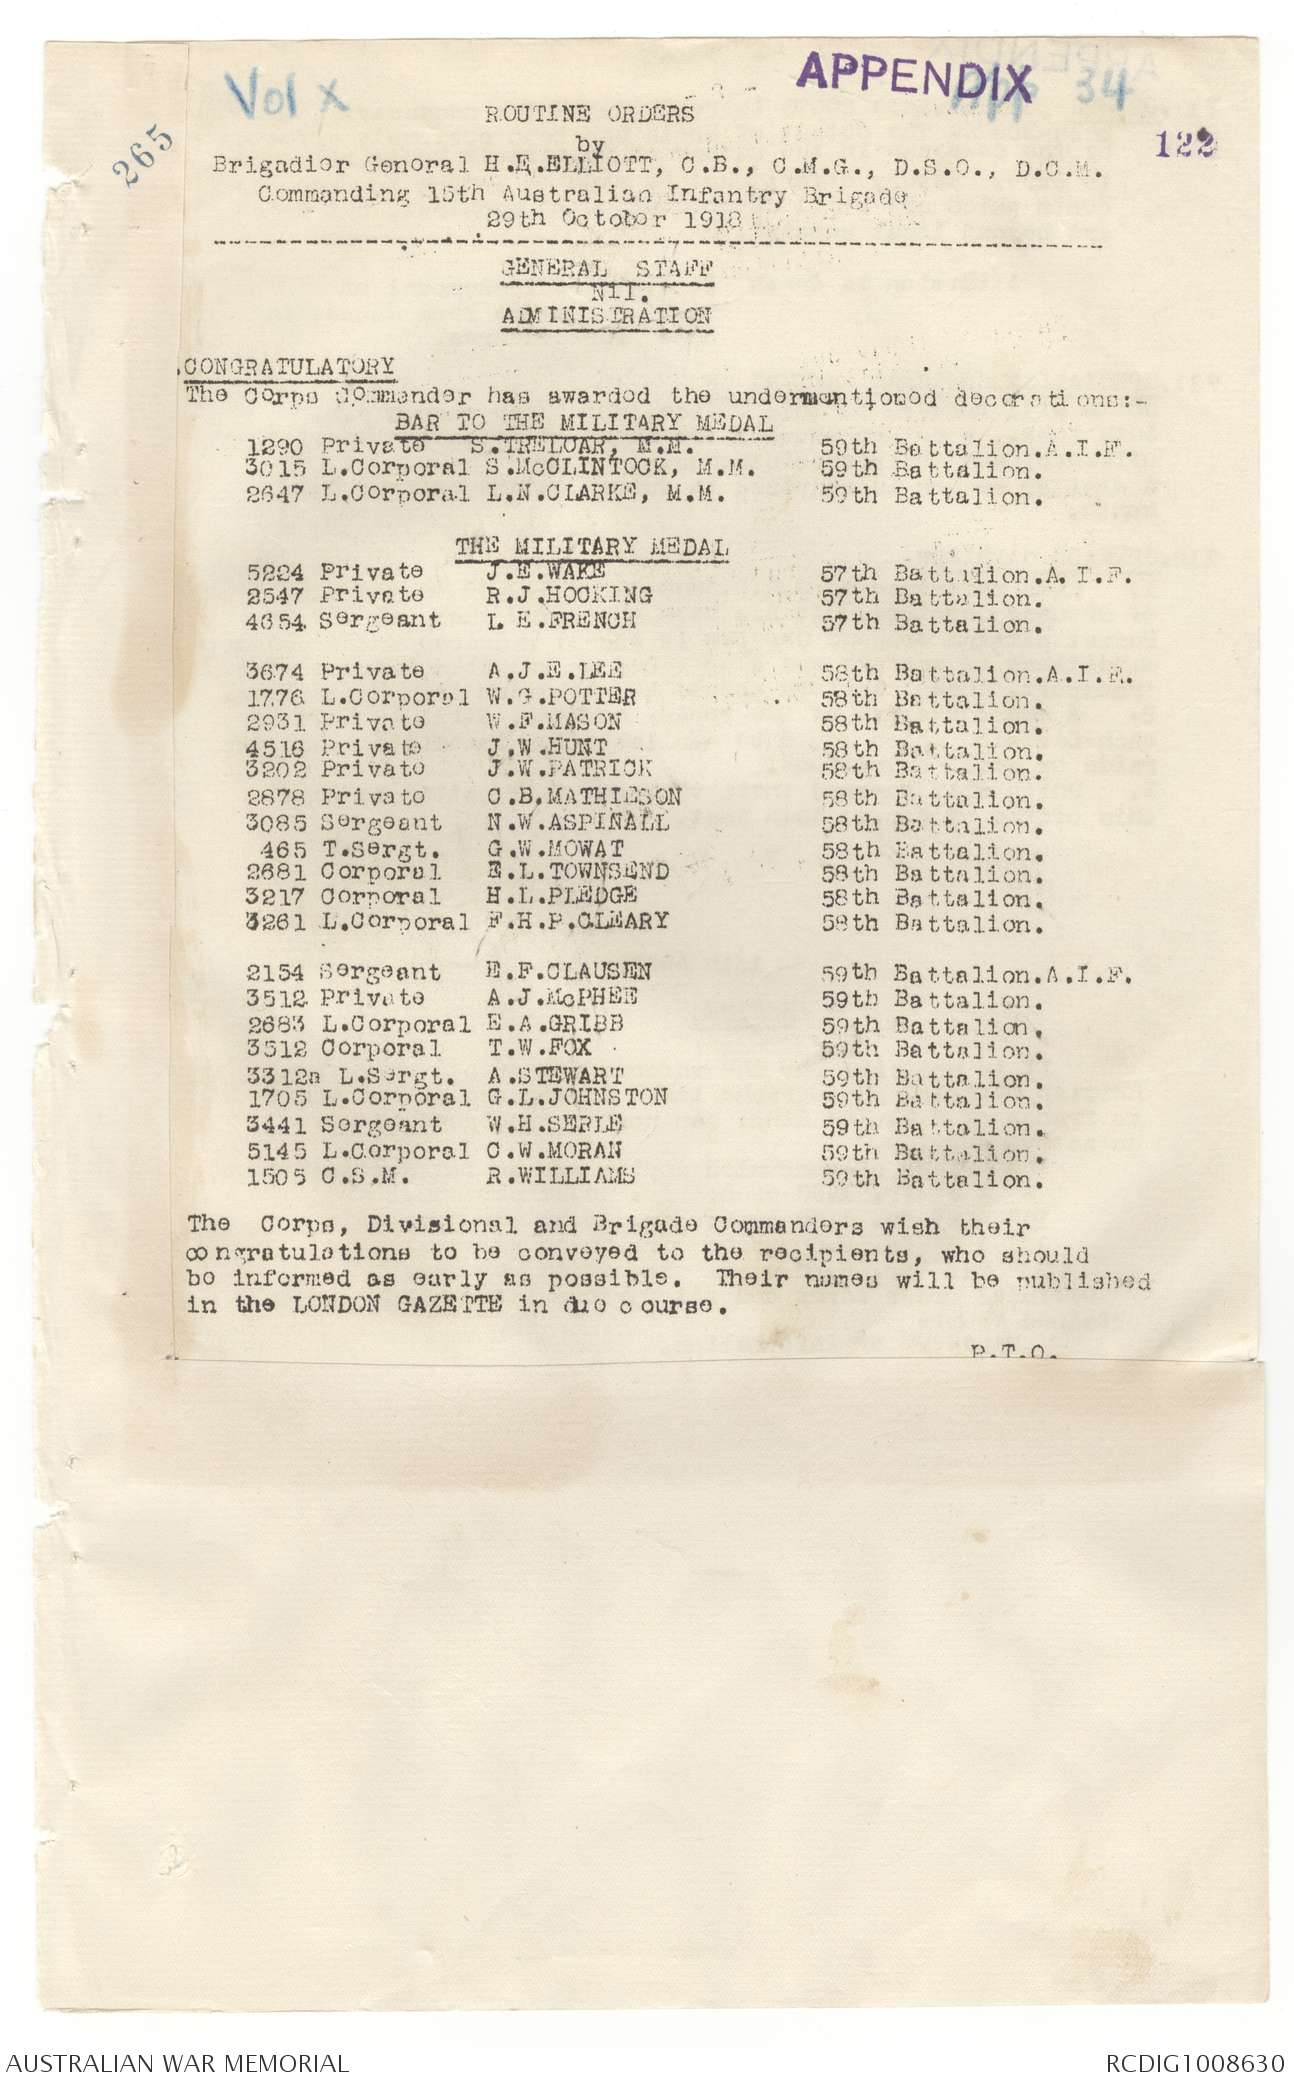 Vol X
APPENDIX
App 34
265
122
ROUTINE ORDERS
by
Brigadier General H.E.ELLIOTT, C.B., C.M.G., D.S.O., D.C.M.
Commanding 15th Australian Infantry Brigade
29th October 1918
GENERAL STAFF
Nil.
ADMINISTRATION
CONGRATULATORY
The Corps Commander has awarded the undermentioned decorations:-
BAR TO THE MILITARY MEDAL
1290 Private S.TRELOAR, M.M. 59th Battalion.A.I.F.
3015 L.Corporal S.McCLINTOCK, M.M. 59th Battalion.
2647 L.Corporal L.N.CLARKE, M.M. 59th Battalion.
THE MILITARY MEDAL
5224 Private J.E.WAKE 57th Battalion.A.I.F.
2547 Private R.J.HOCKING 57th Battalion.
4654 Sergeant L E.FRENCH 57th Battalion.
3674 Private A.J.E.LEE 58th Battalion.A.I.F.
1776 L.Corporal W.G.POTTER 58th Battalion.
2931 Private W.F.MASON 58th Battalion.
4516 Private J.W.HUNT 58th Battalion.
3202 Private J.W.PATRICK 58th Battalion.
2878 Private C.B.MATHIESON 58th Battalion.
3085 Sergeant N.W.ASPINALL 58th Battalion.
465 T.Sergt. G.W.MOWAT 58th Battalion.
2681 Corporal E.L.TOWNSEND 58th Battalion.
3217 Corporal H.L.PLEDGE 58th Battalion.
3261 L.Corporal F.H.P.CLEARY 58th Battalion.
2154 Sergeant E.F.CLAUSEN 59th Battalion.A.I.F.
3512 Private A.J.McPHEE 59th Battalion.
2683 L.Corporal E.A.GRIBB 59th Battalion.
3512 Corporal T.W.FOX 59th Battalion.
3312a L.Sergt. A.STEWART 59th Battalion.
1705 L.Corporal G.L.JOHNSTON 59th Battalion.
3441 Sergeant W.H.SERLE 59th Battalion.
5145 L.Corporal C.W.MORAN 59th Battalion.
1505 C.S.M. R.WILLIAMS 59th Battalion.
The Corps, Divisional and Brigade Commanders wish their
congratulations to be conveyed to the recipients, who should
be informed as early as possible. Their names will be published
in the LONDON GAZETTE in due course.
P.T.O.
AUSTRALIAN WAR MEMORIAL
RCDIG1008630